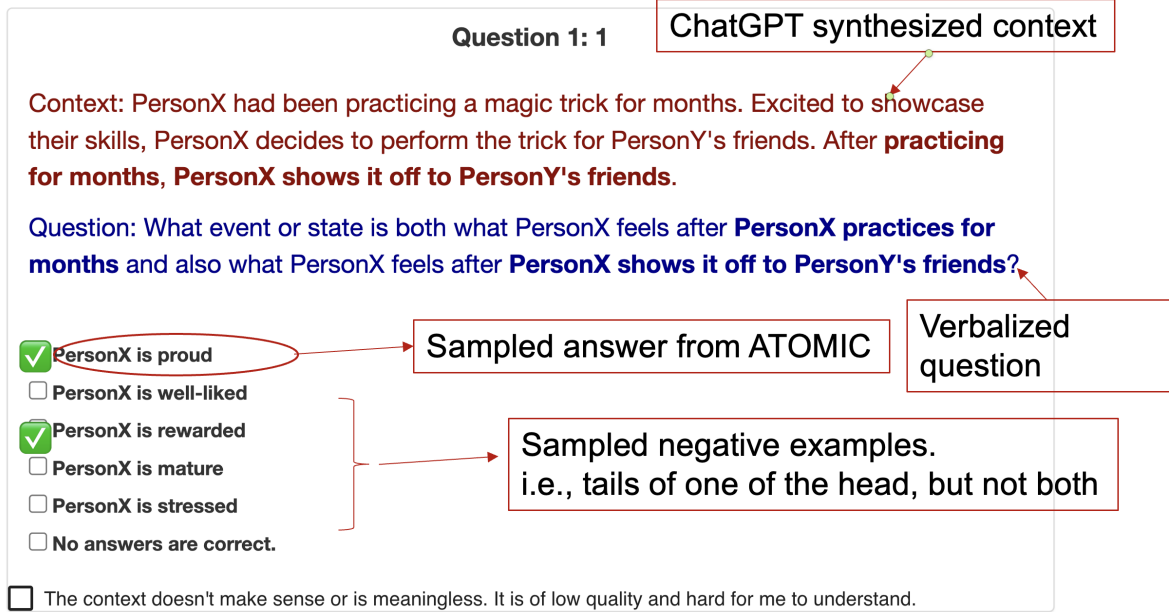 Question 1: 1
ChatGPT synthesized context
Context: PersonX had been practicing a magic trick for months. Excited to showcase
their skills, PersonX decides to perform the trick for PersonY's friends. After practicing
for months, PersonX shows it off to PersonY's friends.
Question: What event or state is both what PersonX feels after PersonX practices for
months and also what PersonX feels after PersonX shows it off to PersonY's friends?
Verbalized
question
PersonX is proud
Sampled answer from ATOMIC
PersonX is well-liked
PersonX is rewarded
PersonX is mature
PersonX is stressed
No answers are correct.
Sampled negative examples.
i.e., tails of one of the head, but not both
The context doesn't make sense or is meaningless. It is of low quality and hard for me to understand.